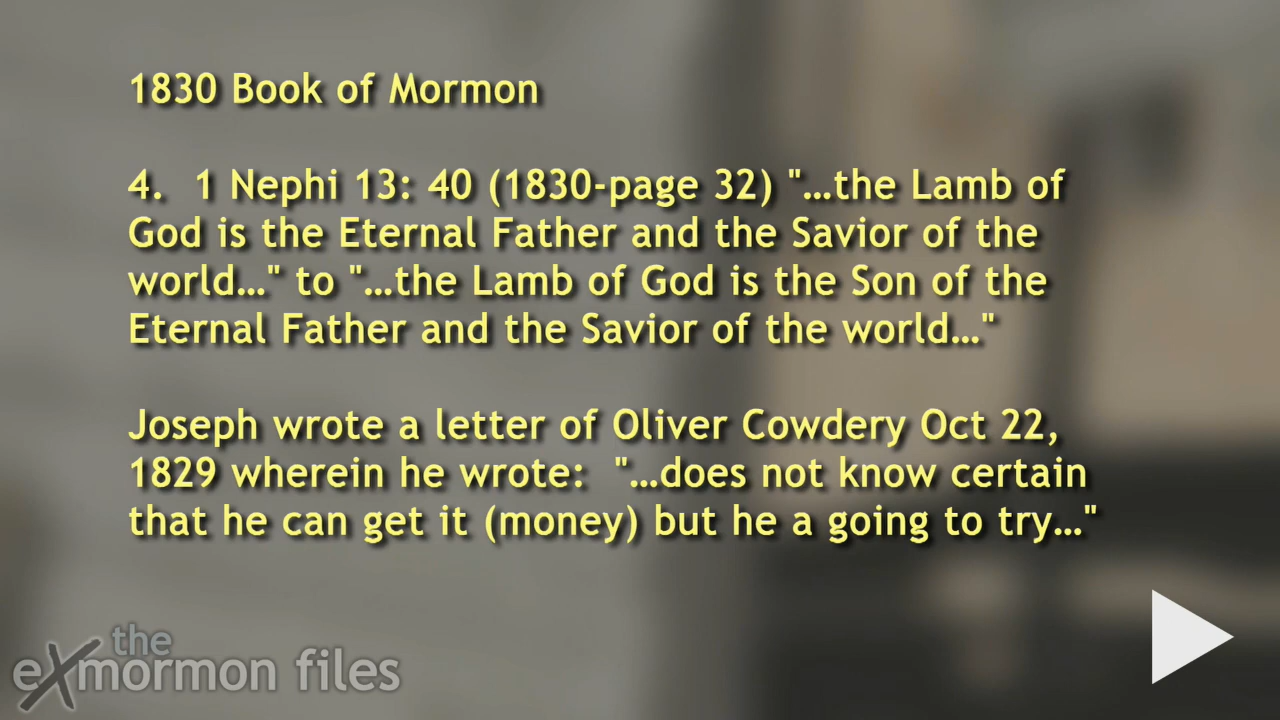 1830 Book of Mormon
4. 1 Nephi 13: 40 (1830-page 32) "…the Lamb of
God is the Eternal Father and the Savior of the
world…" to "…the Lamb of God is the Son of the
Eternal Father and the Savior of the world…"
Joseph wrote a letter of Oliver Cowdery Oct 22,
1829 wherein he wrote: "…does not know certain
that he can get it (money) but he a going to try…"
the
exmormon files